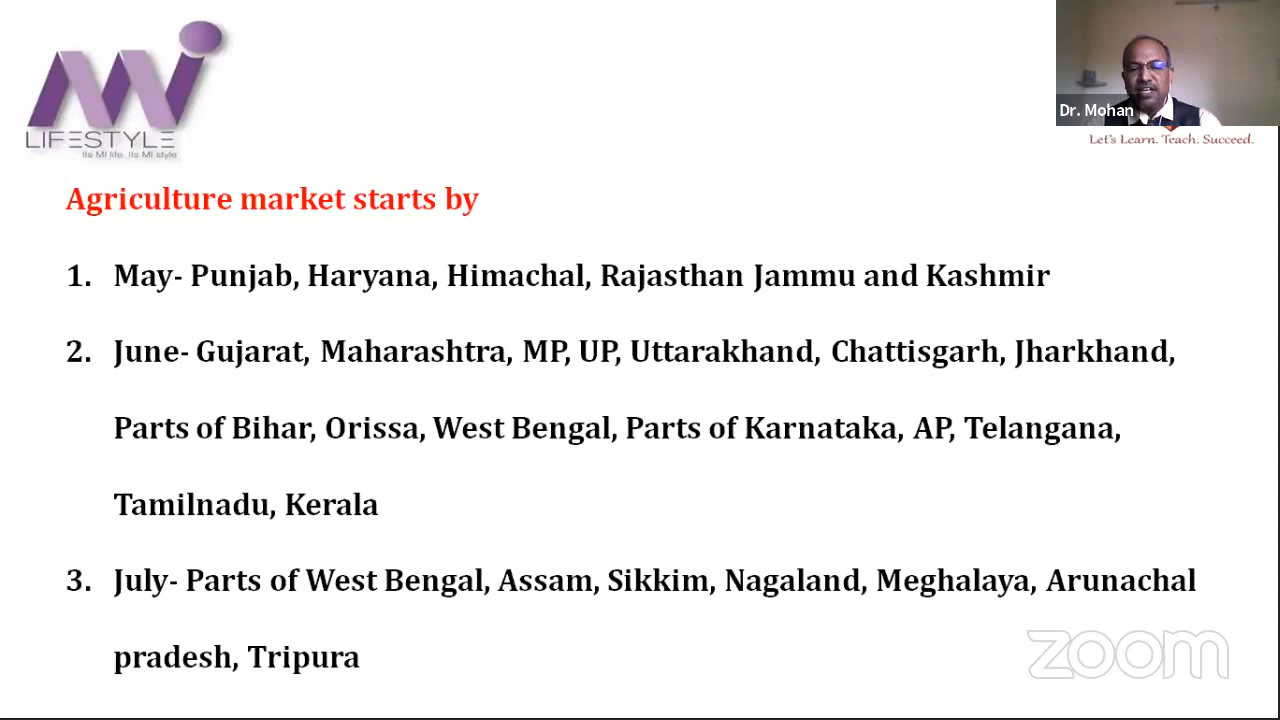 Mi
LIFESTYLE
Its Mi life. Its Mi style
Dr. Mohan
Let's Learn. Teach. Succeed.
Agriculture market starts by
1. May- Punjab, Haryana, Himachal, Rajasthan Jammu and Kashmir
2. June- Gujarat, Maharashtra, MP, UP, Uttarakhand, Chattisgarh, Jharkhand,
Parts of Bihar, Orissa, West Bengal, Parts of Karnataka, AP, Telangana,
Tamilnadu, Kerala
3. July- Parts of West Bengal, Assam, Sikkim, Nagaland, Meghalaya, Arunachal
pradesh, Tripura
zoom